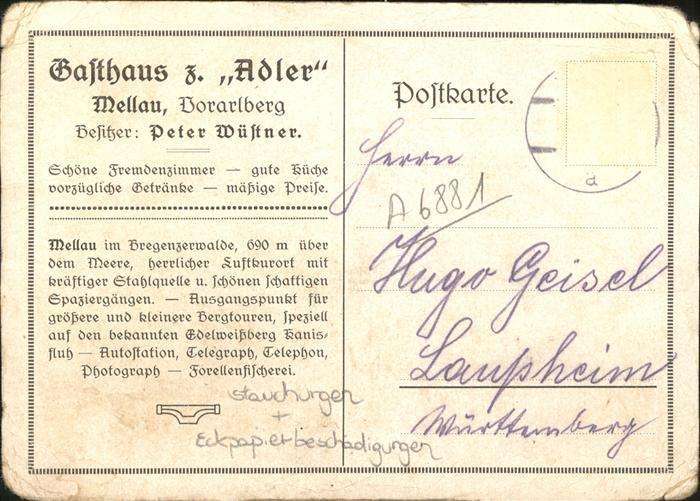 Gasthaus z. „Adler“
Mellau, Vorarlberg
Besitzer: Peter Wüstner.
Schöne Fremdenzimmer — gute Küche
vorzügliche Getränke — mäßige Preise.
Mellau im Bregenzerwalde, 690 m über
dem Meere, herrlicher Luftkurort mit
kräftiger Stahlquelle u. schönen schattigen
Spaziergängen. — Ausgangspunkt für
größere und kleinere Bergtouren, speziell
auf den bekannten Edelweißberg Kanis-
fluh — Autostation, Telegraph, Telephon,
Photograph — Forellenfischerei.
stauchungen
+
Eckpapierbeschädigungen
Postkarte.
a
Herrn
A6881
Hugo Geisel
Laupheim
Württemberg